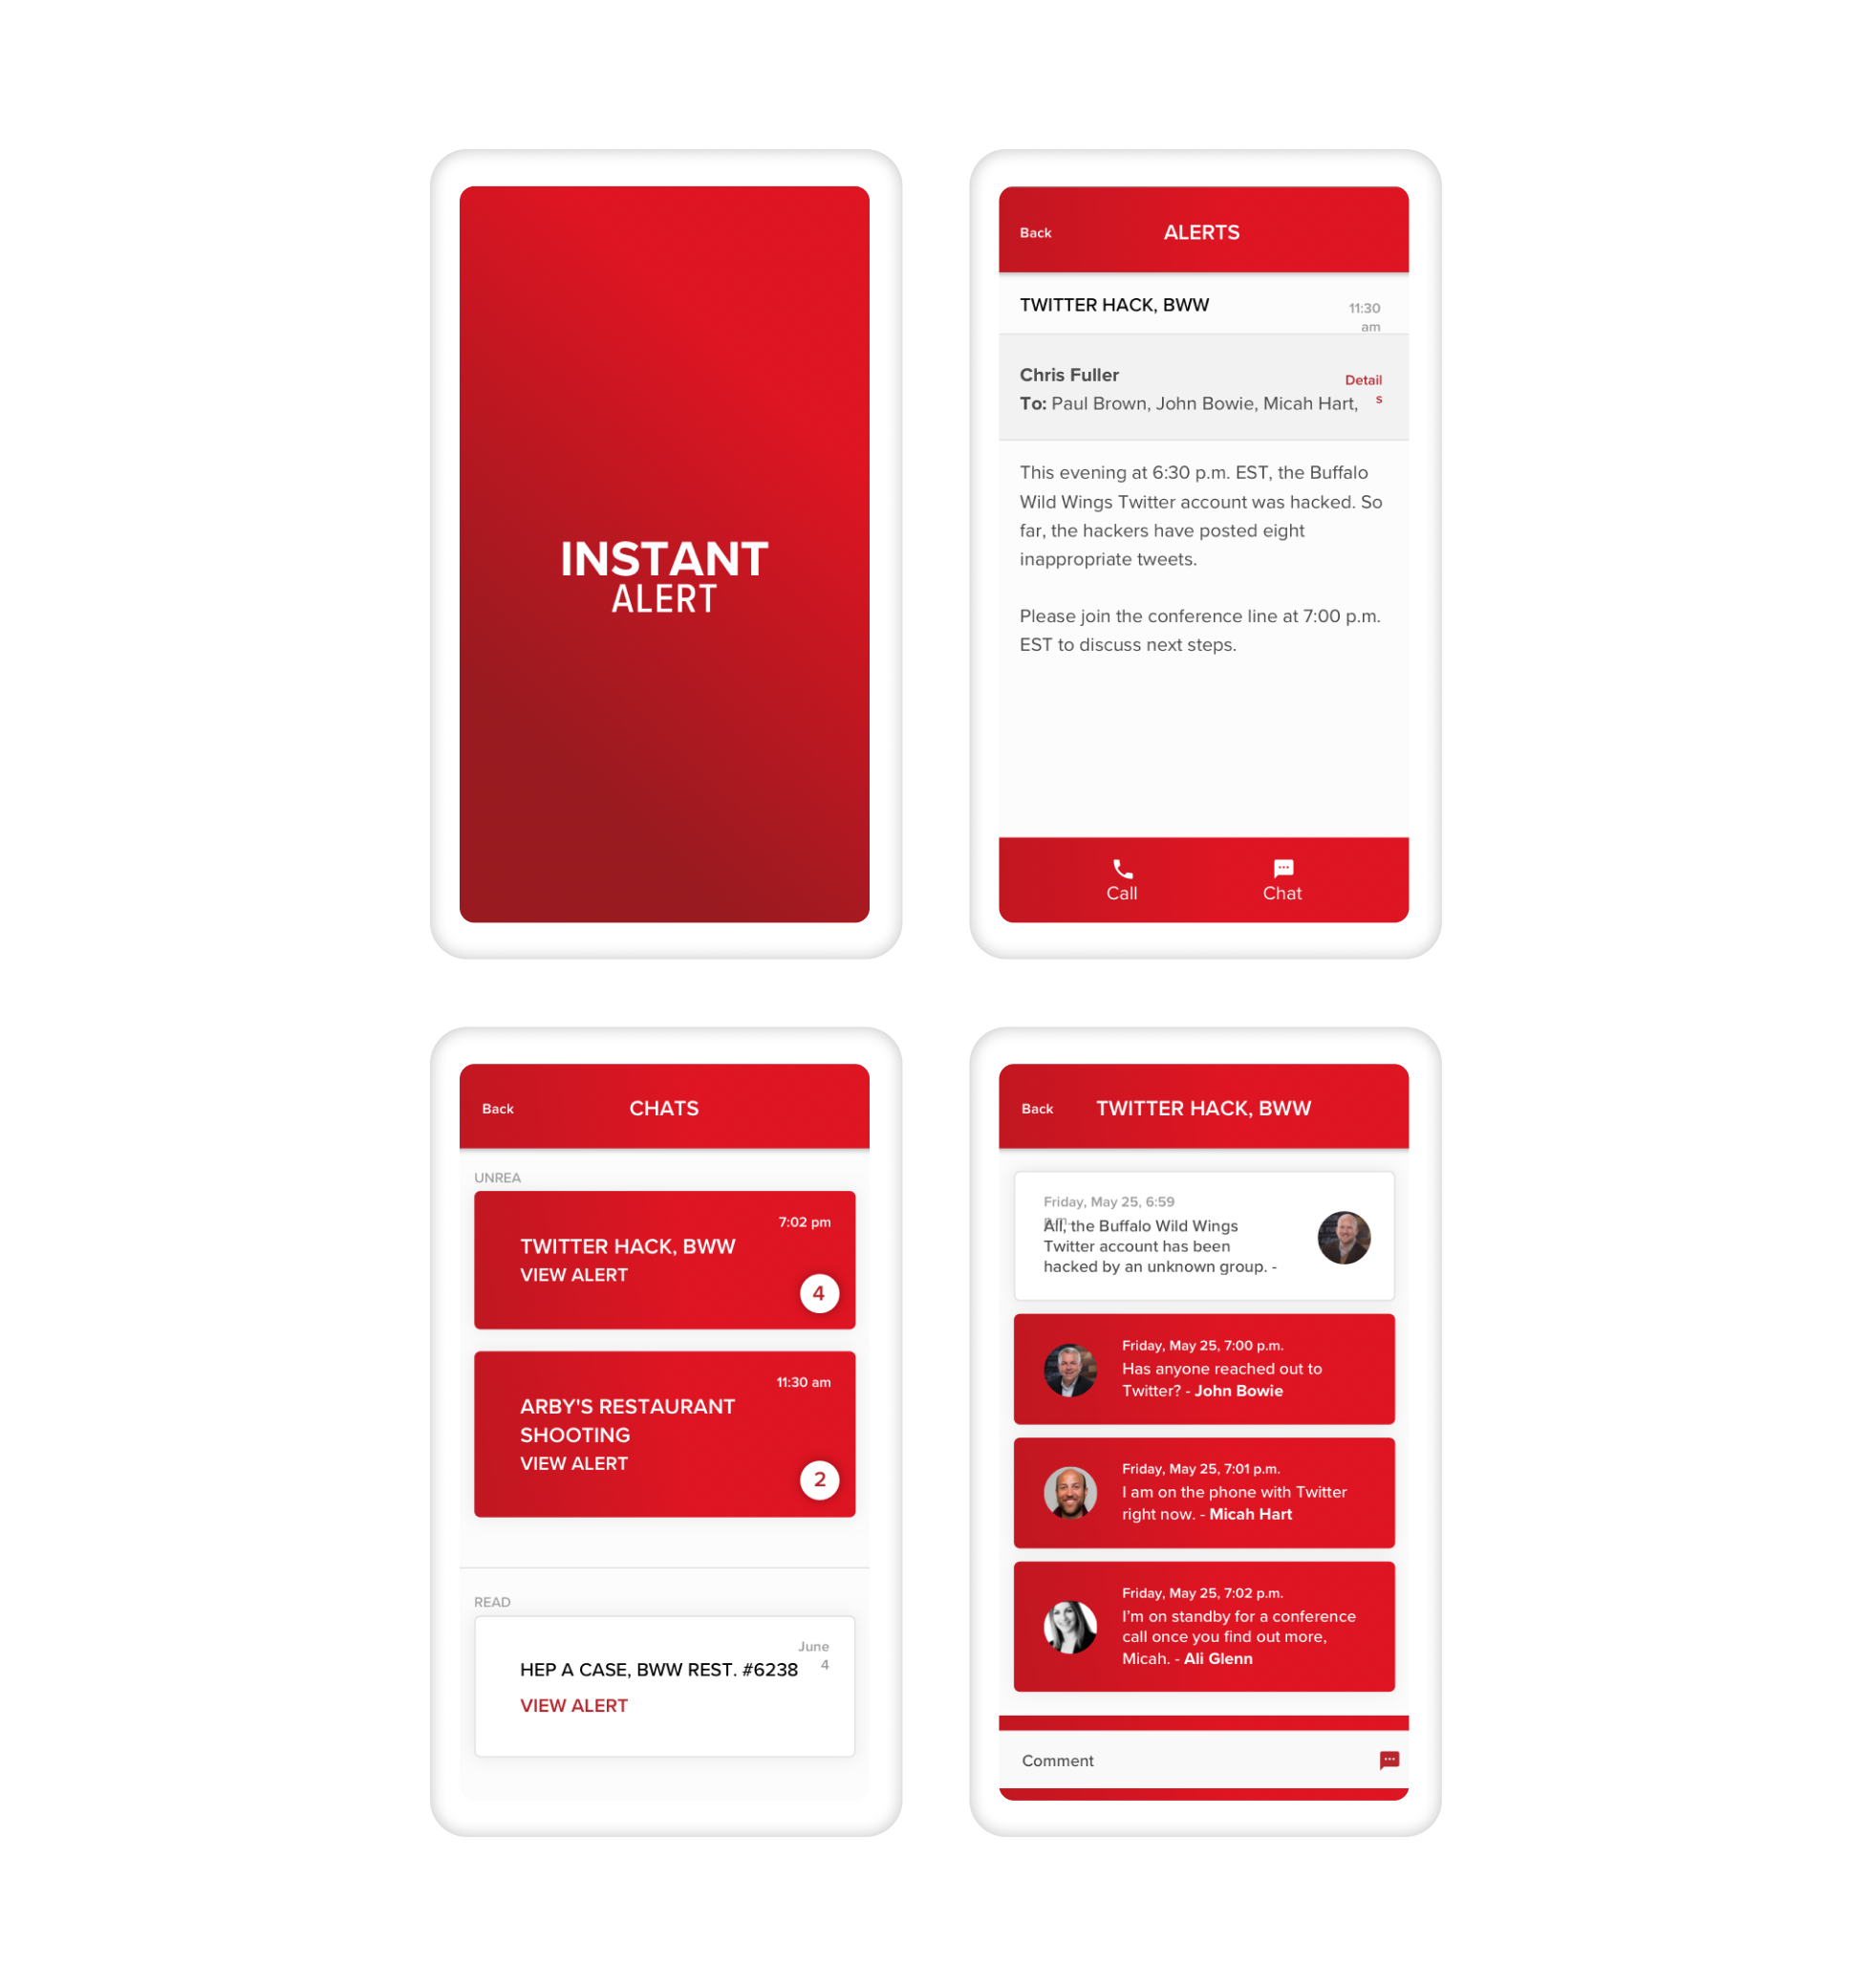 INSTANT
ALERT
Back
ALERTS
TWITTER HACK, BWW
11:30
am
Chris Fuller
Detail
s
To: Paul Brown, John Bowie, Micah Hart,
This evening at 6:30 p.m. EST, the Buffalo
Wild Wings Twitter account was hacked. So
far, the hackers have posted eight
inappropriate tweets.
Please join the conference line at 7:00 p.m.
EST to discuss next steps.
Call
Chat
Back
CHATS
UNREA
7:02 pm
TWITTER HACK, BWW
VIEW ALERT
4
11:30 am
ARBY'S RESTAURANT
SHOOTING
VIEW ALERT
2
READ
June
4
HEP A CASE, BWW REST. #6238
VIEW ALERT
Back
TWITTER HACK, BWW
Friday, May 25, 6:59
p.m.
All, the Buffalo Wild Wings
Twitter account has been
hacked by an unknown group. -
Friday, May 25, 7:00 p.m.
Has anyone reached out to
Twitter? - John Bowie
Friday, May 25, 7:01 p.m.
I am on the phone with Twitter
right now. - Micah Hart
Friday, May 25, 7:02 p.m.
I’m on standby for a conference
call once you find out more,
Micah. - Ali Glenn
Comment